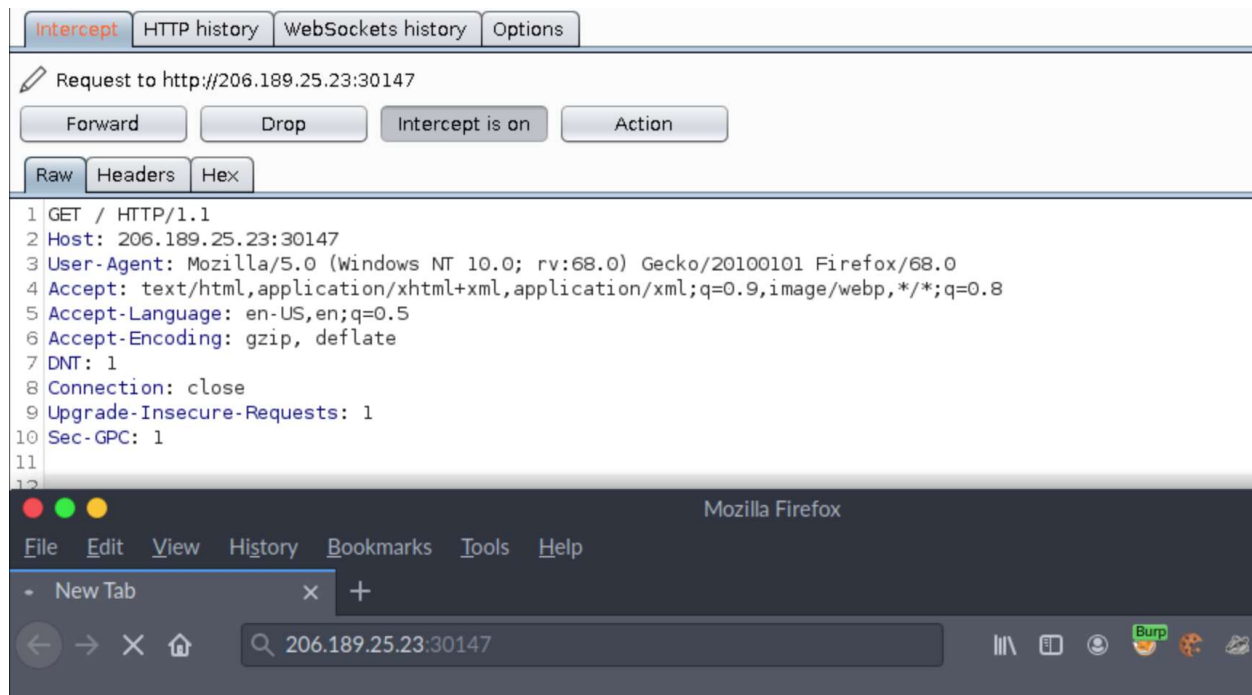 Intercept HTTP history WebSockets history Options
Request to http://206.189.25.23:30147
Forward Drop Intercept is on Action
Raw Headers Hex
1 GET / HTTP/1.1
2 Host: 206.189.25.23:30147
3 User-Agent: Mozilla/5.0 (Windows NT 10.0; rv:68.0) Gecko/20100101 Firefox/68.0
4 Accept: text/html,application/xhtml+xml,application/xml;q=0.9,image/webp,*/*;q=0.8
5 Accept-Language: en-US,en;q=0.5
6 Accept-Encoding: gzip, deflate
7 DNT: 1
8 Connection: close
9 Upgrade-Insecure-Requests: 1
10 Sec-GPC: 1
11
12
Mozilla Firefox
File Edit View History Bookmarks Tools Help
New Tab
206.189.25.23:30147 Burp